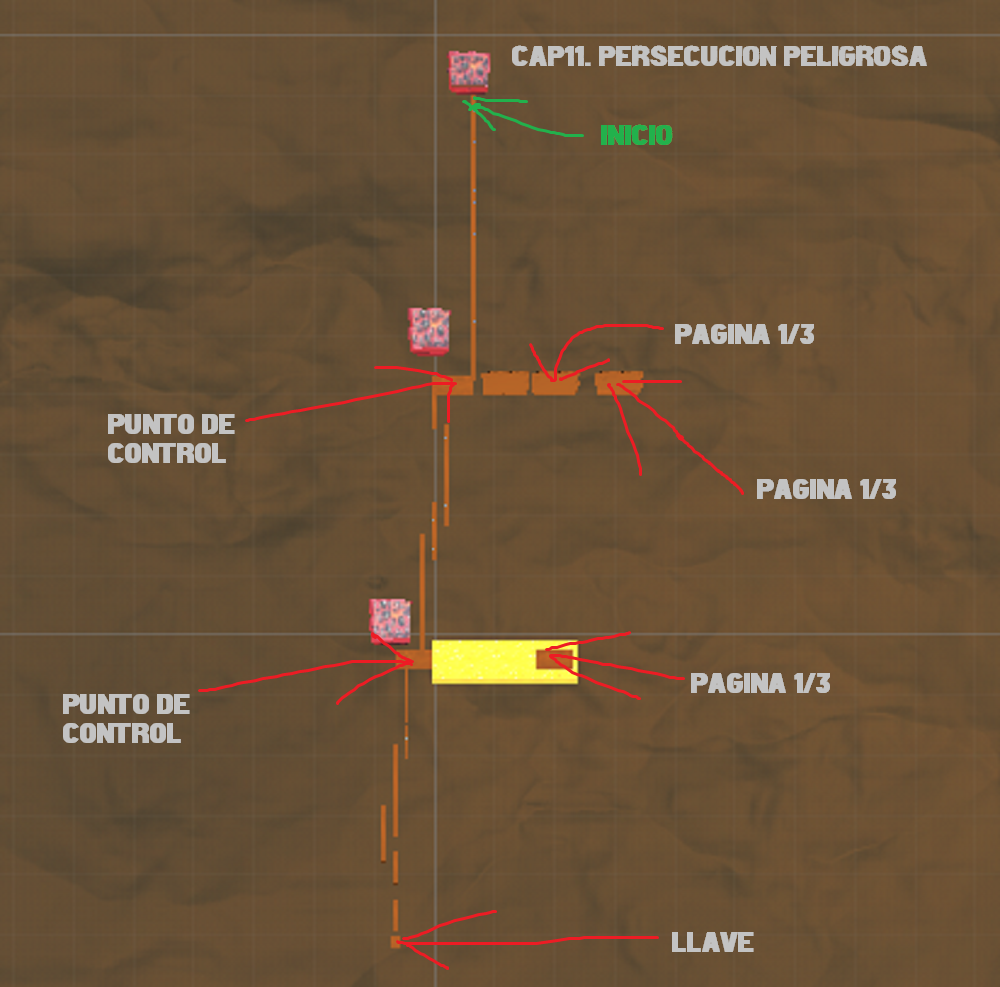 CAP11. PERSECUCION PELIGROSA
INICIO
PAGINA 1/3
PUNTO DE
CONTROL
PAGINA 1/3
PUNTO DE
CONTROL
PAGINA 1/3
LLAVE